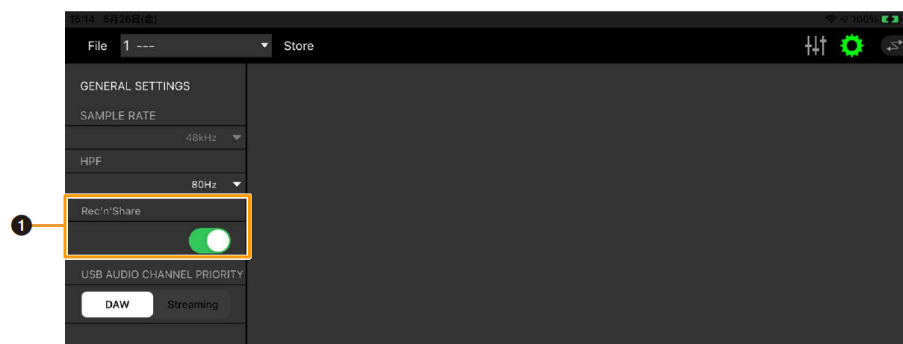 15:14 5月26日(金)
100%
File 1 --- Store
GENERAL SETTINGS
SAMPLE RATE
48kHz
HPF
80Hz
1
Rec'n'Share
USB AUDIO CHANNEL PRIORITY
DAW Streaming